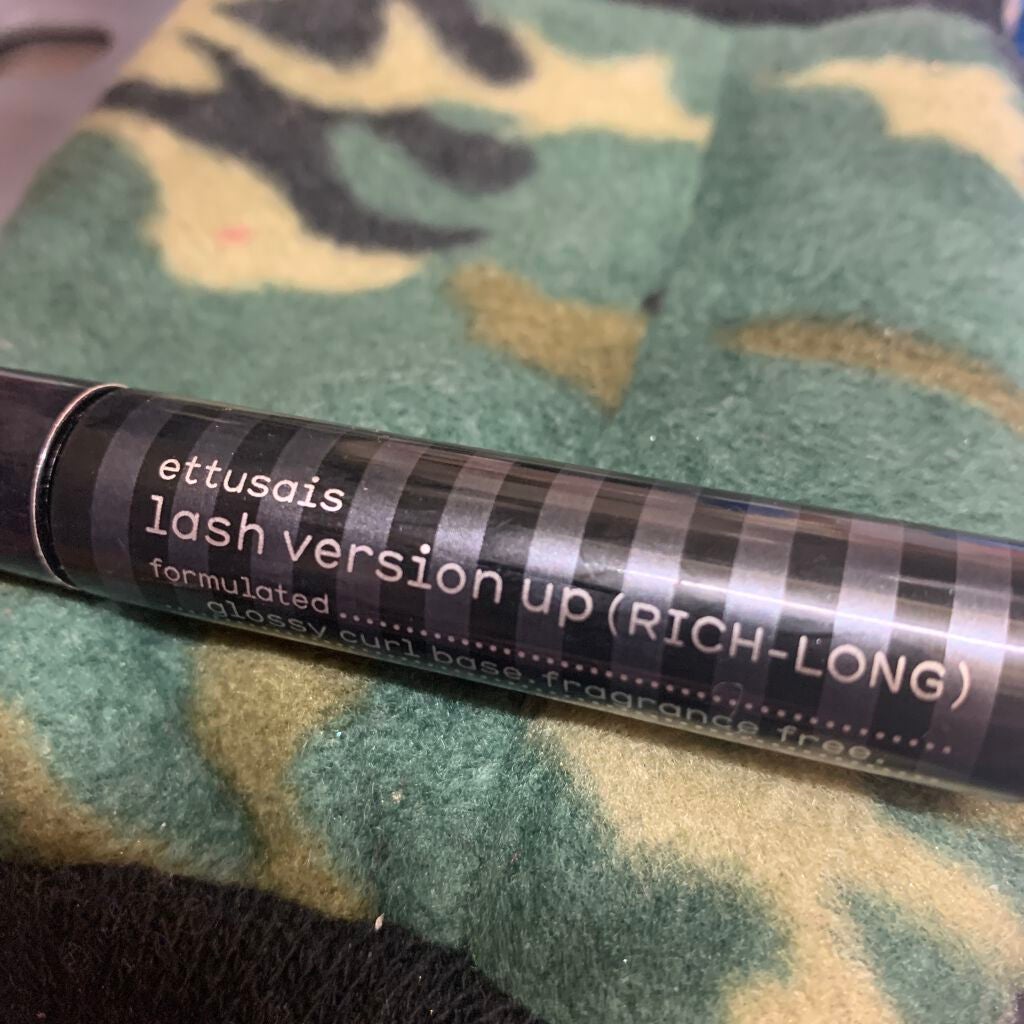 ettusais
lash version up (RICH-LONG)
formulated
glossy curl base.fragrance free.